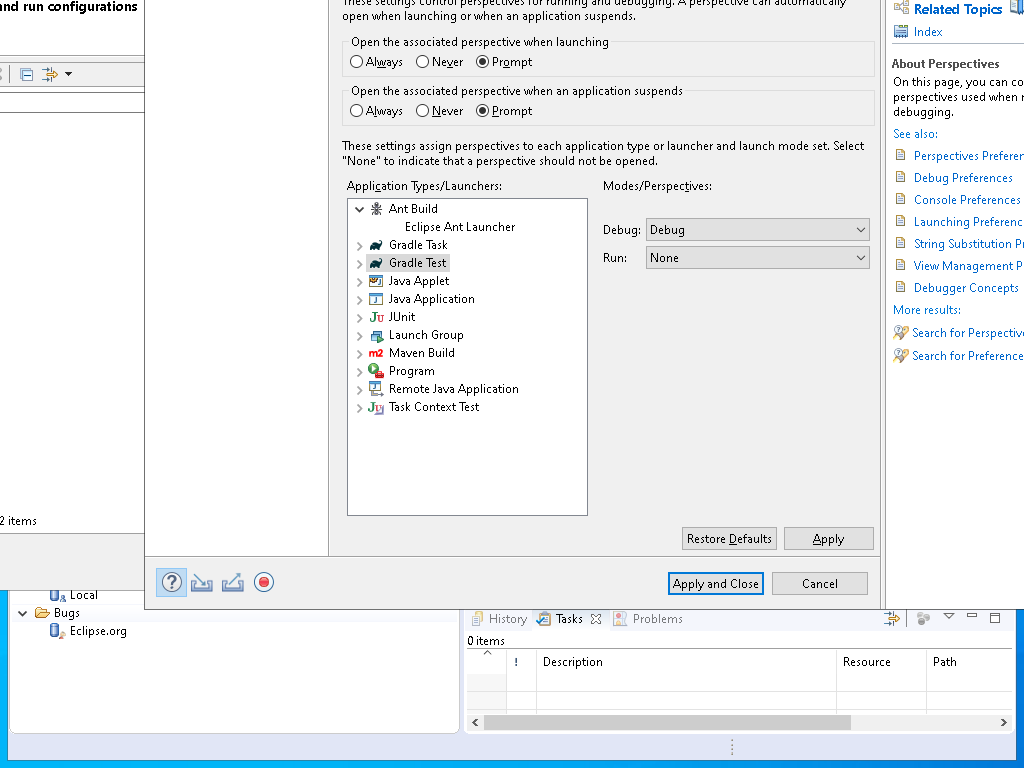 and run configurations
2 items
These settings control perspectives for running and debugging. A perspective can automatically
open when launching or when an application suspends.
Open the associated perspective when launching
Always
Never
Prompt
Open the associated perspective when an application suspends
Always
Never
Prompt
These settings assign perspectives to each application type or launcher and launch mode set. Select
"None" to indicate that a perspective should not be opened.
Application Types/Launchers:
Modes/Perspectives:
Ant Build
Eclipse Ant Launcher
Gradle Task
Gradle Test
Java Applet
Java Application
JUnit
Launch Group
Maven Build
Program
Remote Java Application
Task Context Test
Debug:
Debug
Run:
None
Restore Defaults
Apply
Apply and Close
Cancel
Related Topics
Index
About Perspectives
On this page, you can co
perspectives used when r
debugging.
See also:
Perspectives Preferen
Debug Preferences
Console Preferences
Launching Preferenc
String Substitution Pr
View Management P
Debugger Concepts
More results:
Search for Perspectiv
Search for Preference
Local
Bugs
Eclipse.org
History
Tasks
Problems
0 items
!
Description
Resource
Path